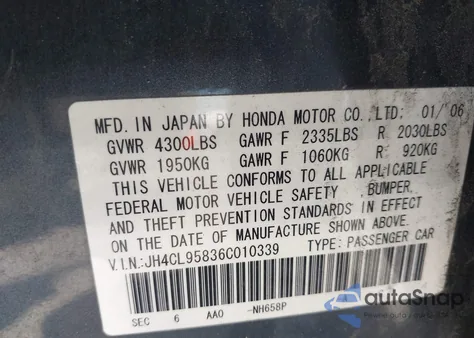 MFD. IN JAPAN BY HONDA MOTOR CO., LTD: 01/ 06
GVWR 4300LBS GAWR F 2335LBS R 2030LBS
GVWR 1950KG GAWR F 1060KG R 920KG
THIS VEHICLE CONFORMS TO ALL APPLICABLE
FEDERAL MOTOR VEHICLE SAFETY BUMPER,
AND THEFT PREVENTION STANDARDS IN EFFECT
ON THE DATE OF MANUFACTURE SHOWN ABOVE.
V.I.N.:JH4CL95836C010339 TYPE: PASSENGER CAR
SEC 6 AAO -NH658P
autoSnap